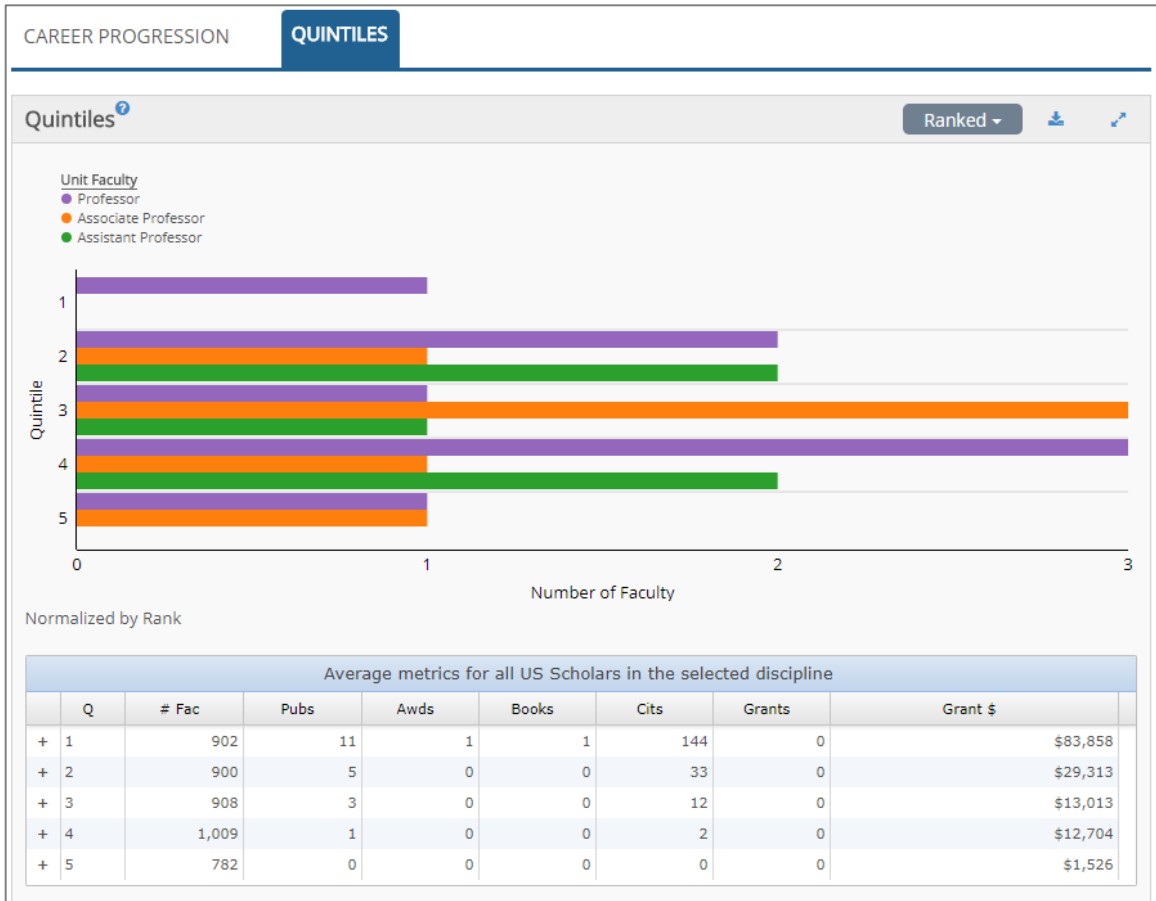 CAREER PROGRESSION QUINTILES
Quintiles ? Ranked
Unit Faculty
Professor
Associate Professor
Assistant Professor
Quintile
1
2
3
4
5
0 1 2 3
Number of Faculty
Normalized by Rank
Average metrics for all US Scholars in the selected discipline
Q # Fac Pubs Awds Books Cits Grants Grant $
+ 1 902 11 1 1 144 0 $83,858
+ 2 900 5 0 0 33 0 $29,313
+ 3 908 3 0 0 12 0 $13,013
+ 4 1,009 1 0 0 2 0 $12,704
+ 5 782 0 0 0 0 0 $1,526